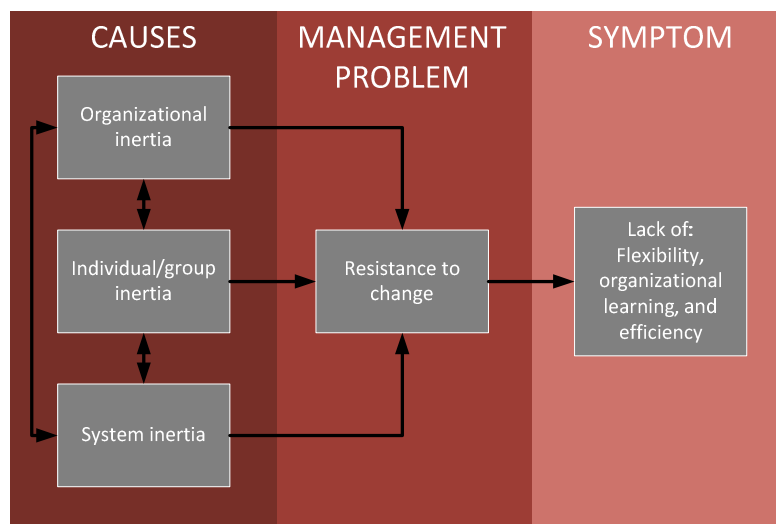 CAUSES
MANAGEMENT
PROBLEM
SYMPTOM
Organizational
inertia
Individual/group
inertia
System inertia
Resistance to
change
Lack of:
Flexibility,
organizational
learning, and
efficiency